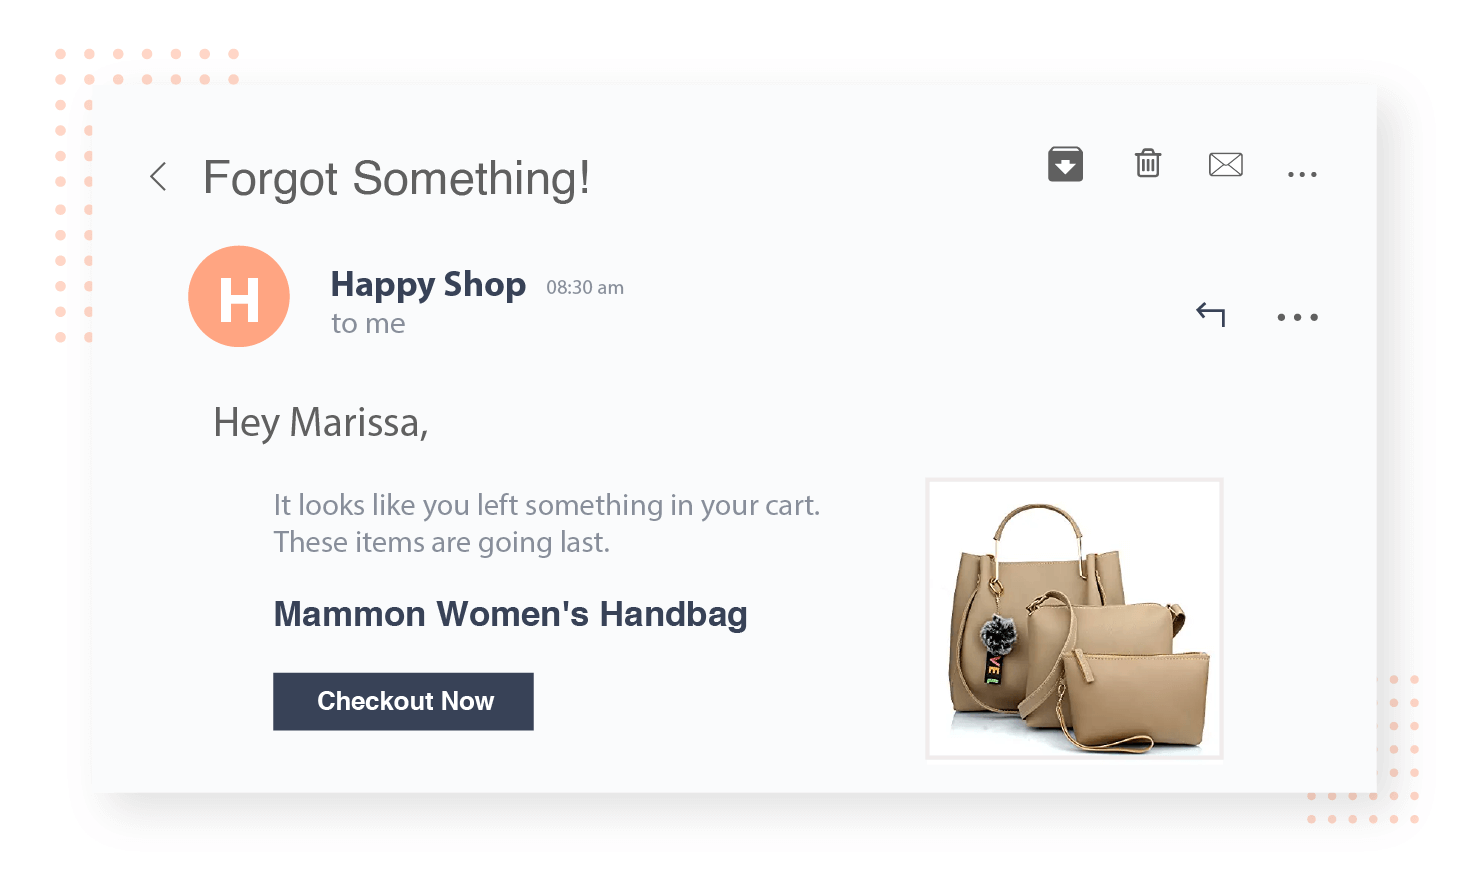 Forgot Something!
H
Happy Shop 08:30 am
to me
Hey Marissa,
It looks like you left something in your cart.
These items are going last.
Mammon Women's Handbag
Checkout Now